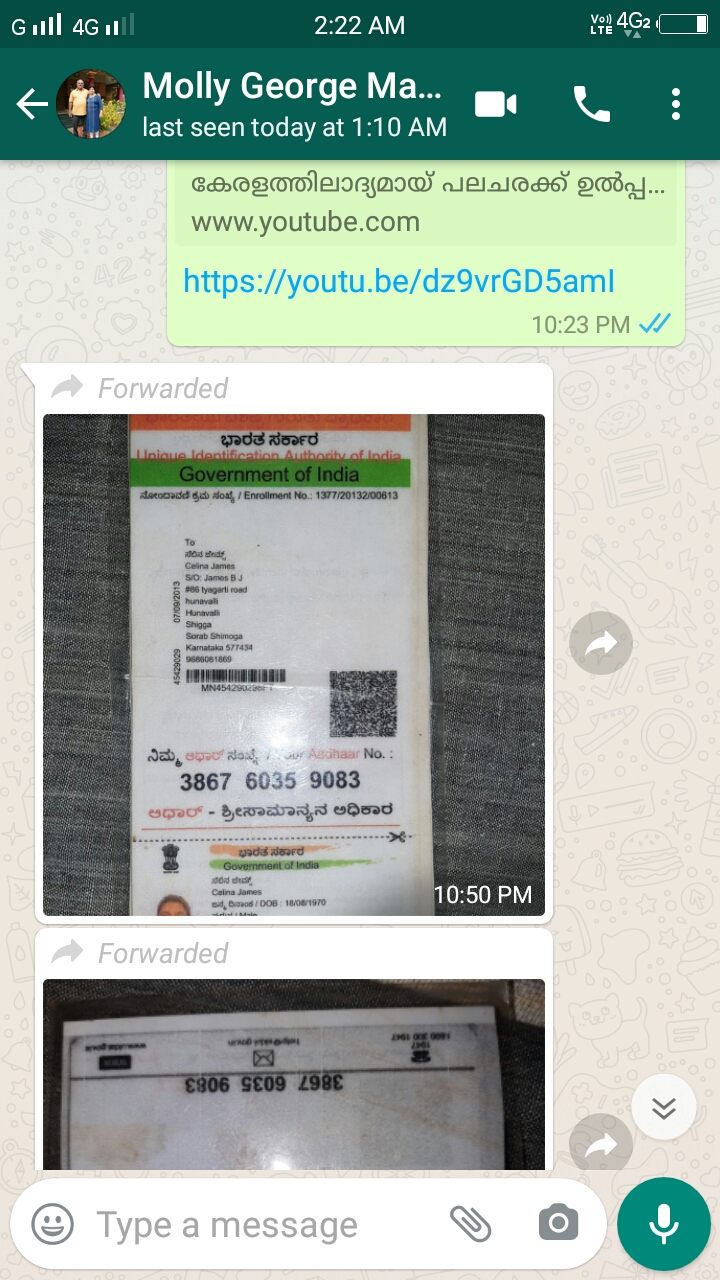 G 4G 2:22 AM Vo)) LTE 4G2
Molly George Ma...
last seen today at 1:10 AM
കേരളത്തിലാദ്യമായ് പലചരക്ക് ഉൽപ്പ...
www.youtube.com
https://youtu.be/dz9vrGD5amI
10:23 PM
Forwarded
ಭಾರತ ಸರ್ಕಾರ
Unique Identification Authority of India
Government of India
ನೋಂದಾವಣೆ ಕ್ರಮ ಸಂಖ್ಯೆ / Enrollment No.: 1377/20132/00613
To
Celina James
S/O: James B J
#86 tyagarti road
hunavalli
Hunavalli
Shigga
Sorab Shimoga
Karnataka 577434
9686081869
07/09/2013
45429029
ನಿಮ್ಮ ಆಧಾರ್ ಸಂಖ್ಯೆ / Your Aadhaar No. :
3867 6035 9083
ಆಧಾರ್ - ಶ್ರೀಸಾಮಾನ್ಯನ ಅಧಿಕಾರ
ಭಾರತ ಸರ್ಕಾರ
Government of India
Celina James
ಜನ್ಮ ದಿನಾಂಕ / DOB : 18/08/1970
10:50 PM
Forwarded
1947
1800 300 1947
3867 6035 9083
Type a message